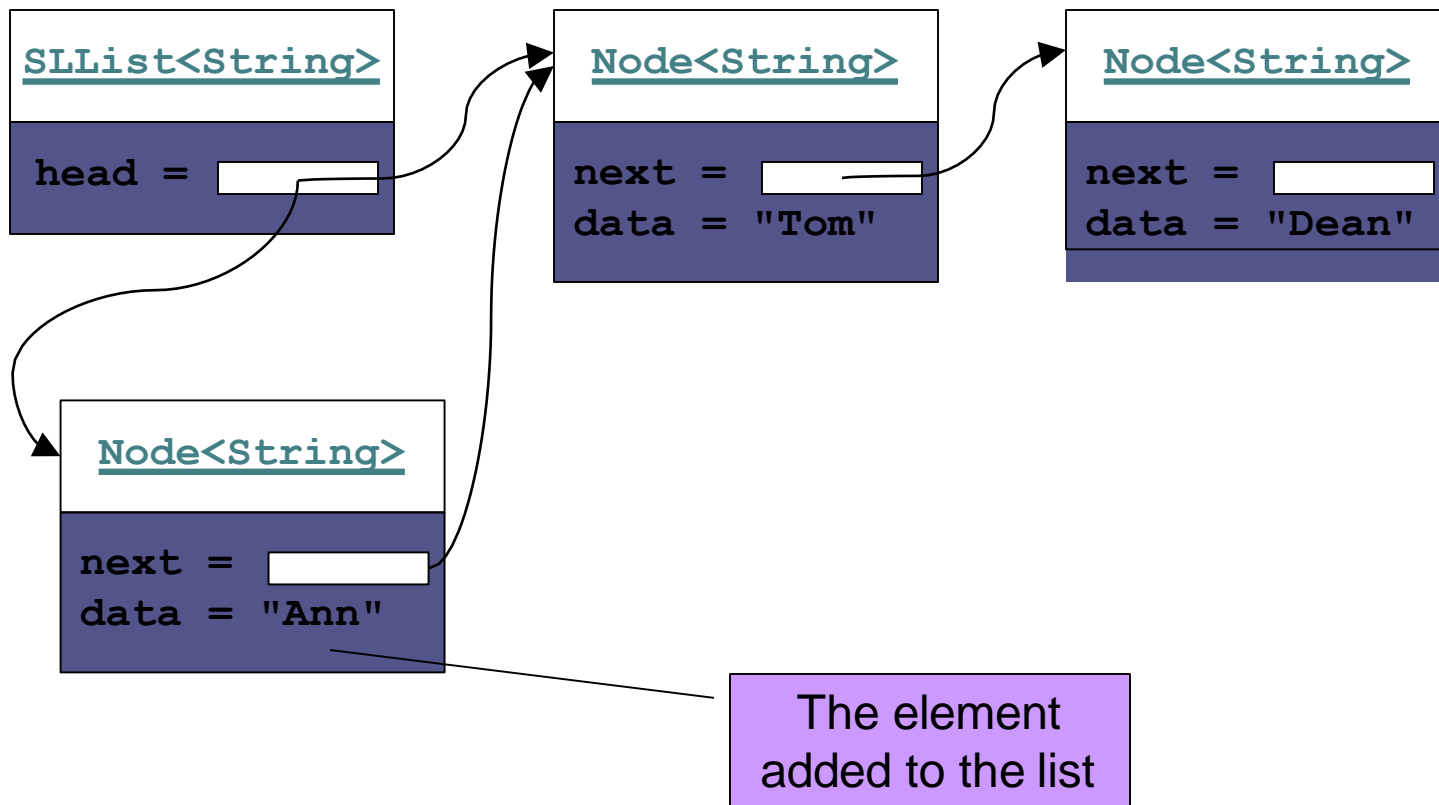 SLList<String>
head =
Node<String>
next =
data = "Tom"
Node<String>
next =
data = "Dean"
Node<String>
next =
data = "Ann"
The element
added to the list